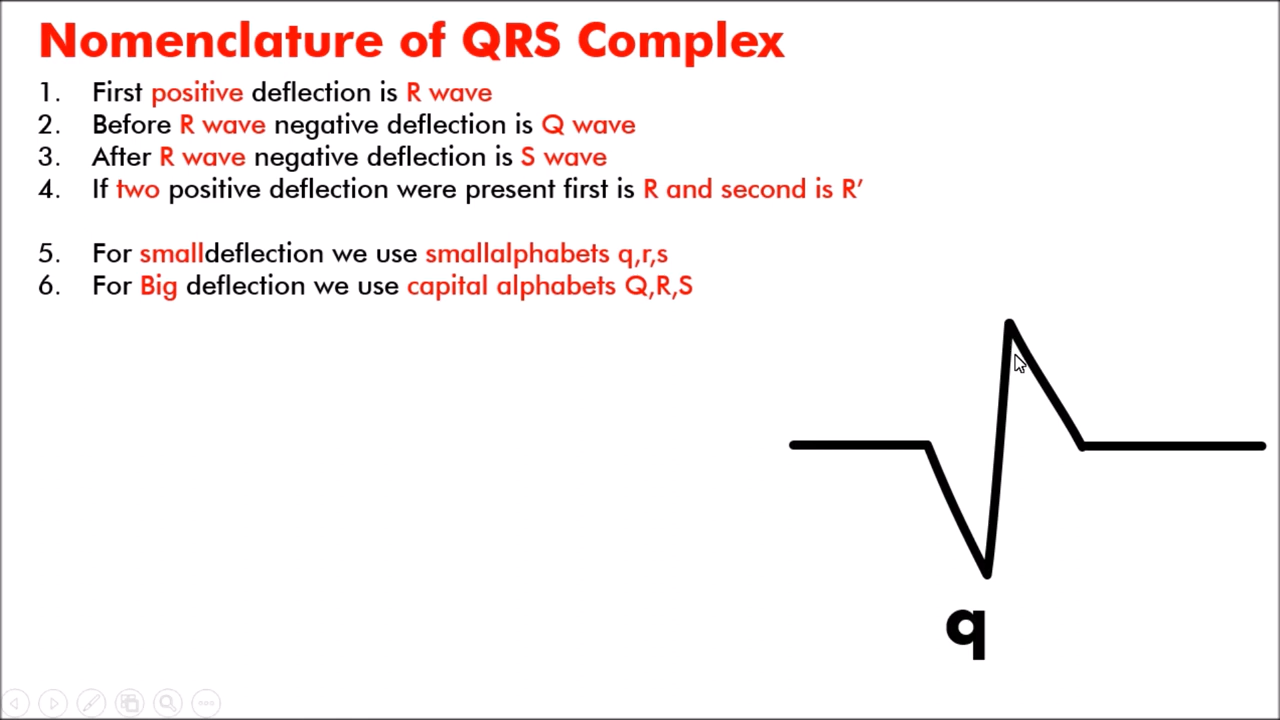 Nomenclature of QRS Complex
1. First positive deflection is R wave
2. Before R wave negative deflection is Q wave
3. After R wave negative deflection is S wave
4. If two positive deflection were present first is R and second is R’
5. For smalldeflection we use smallalphabets q,r,s
6. For Big deflection we use capital alphabets Q,R,S
q